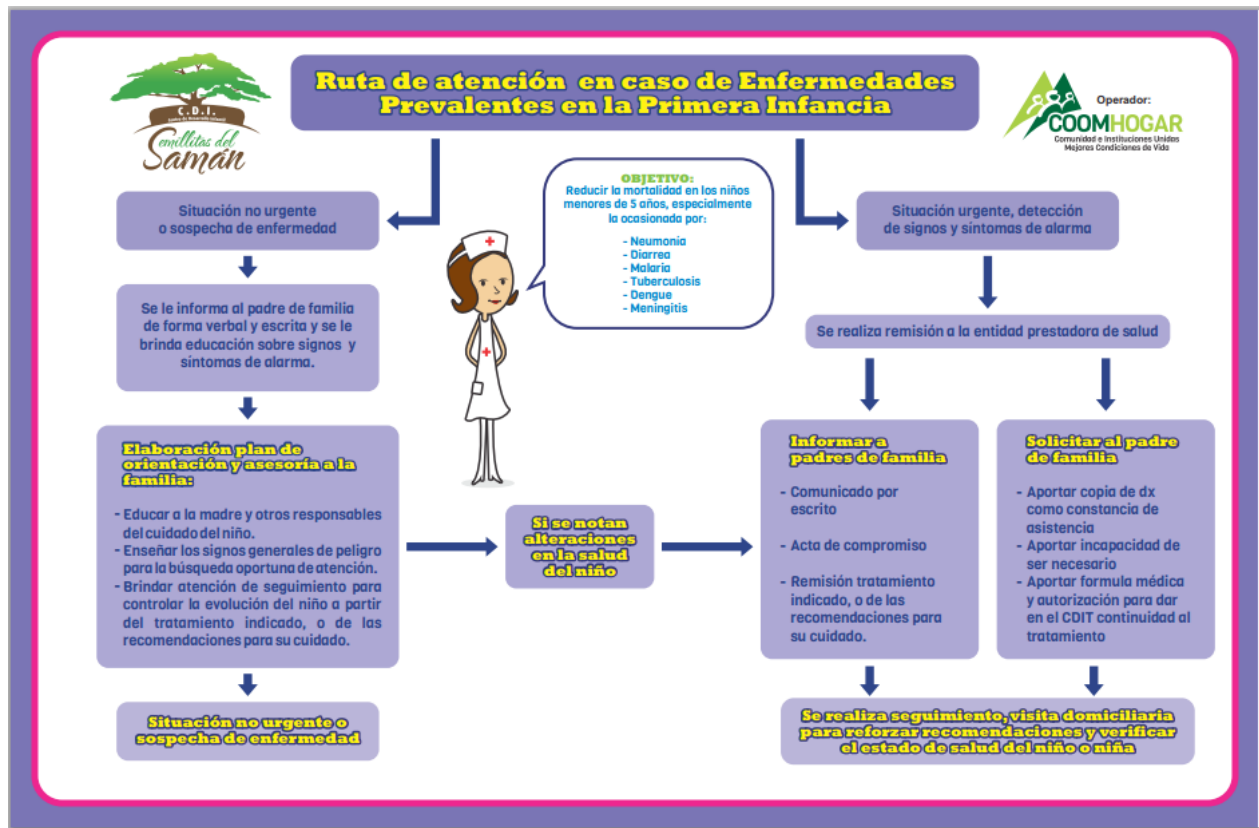 Ruta de atención en caso de Enfermedades
Prevalentes en la Primera Infancia
C.D.I.
Centro de Desarrollo Infantil
Semillitas del
Samán
Operador:
COOMHOGAR
Comunidad e Instituciones Unidas
Mejores Condiciones de Vida
OBJETIVO:
Reducir la mortalidad en los niños
menores de 5 años, especialmente
la ocasionada por:
- Neumonía
- Diarrea
- Malaria
- Tuberculosis
- Dengue
- Meningitis
Situación no urgente
o sospecha de enfermedad
Se le informa al padre de familia
de forma verbal y escrita y se le
brinda educación sobre signos y
síntomas de alarma.
Elaboración plan de
orientación y asesoría a la
familia:
- Educar a la madre y otros responsables
del cuidado del niño.
- Enseñar los signos generales de peligro
para la búsqueda oportuna de atención.
- Brindar atención de seguimiento para
controlar la evolución del niño a partir
del tratamiento indicado, o de las
recomendaciones para su cuidado.
Situación no urgente o
sospecha de enfermedad
Si se notan
alteraciones
en la salud
del niño
Situación urgente, detección
de signos y síntomas de alarma
Se realiza remisión a la entidad prestadora de salud
Informar a
padres de familia
- Comunicado por
escrito
- Acta de compromiso
- Remisión tratamiento
indicado, o de las
recomendaciones para
su cuidado.
Solicitar al padre
de familia
- Aportar copia de dx
como constancia de
asistencia
- Aportar incapacidad de
ser necesario
- Aportar formula médica
y autorización para dar
en el CDIT continuidad al
tratamiento
Se realiza seguimiento, visita domiciliaria
para reforzar recomendaciones y verificar
el estado de salud del niño o niña